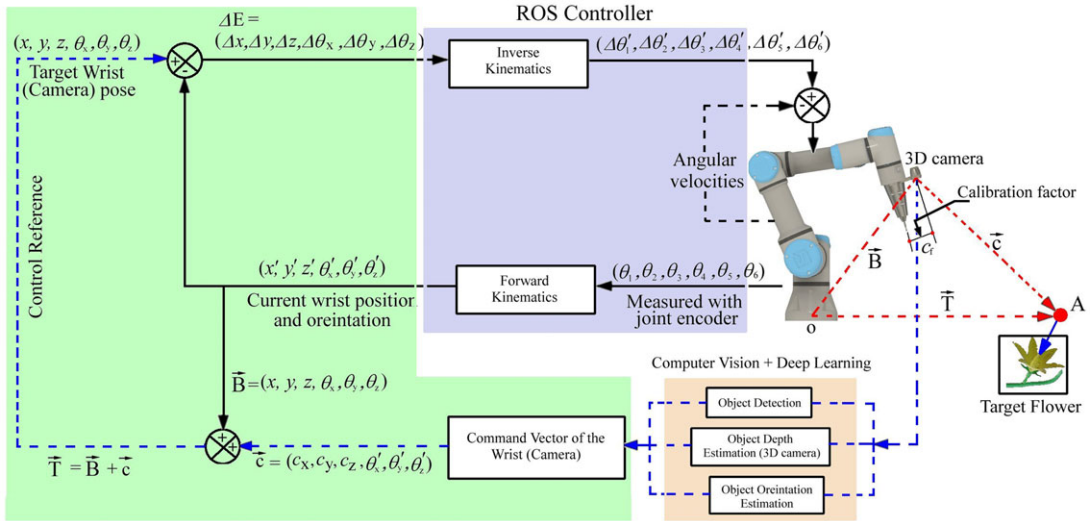 ROS Controller
ΔE =
(Δx, Δy, Δz, Δθx, Δθy, Δθz)
(x, y, z, θx, θy, θz)
Target Wrist
(Camera) pose
+
-
Inverse
Kinematics
(Δθ′1, Δθ′2, Δθ′3, Δθ′4, Δθ′5, Δθ′6)
+
-
Angular
velocities
3D camera
Calibration factor
cf
B⃗
c⃗
T⃗
A
o
Target Flower
Control Reference
(x′, y′, z′, θ′x, θ′y, θ′z)
Current wrist position
and oreintation
Forward
Kinematics
(θ1, θ2, θ3, θ4, θ5, θ6)
Measured with
joint encoder
B⃗=(x, y, z, θx, θy, θz)
+
+
T⃗ = B⃗ + c⃗
c⃗ = (cx, cy, cz, θ′x, θ′y, θ′z)
Command Vector of the
Wrist (Camera)
Computer Vision + Deep Learning
Object Detection
Object Depth
Estimation (3D camera)
Object Oreintation
Estimation